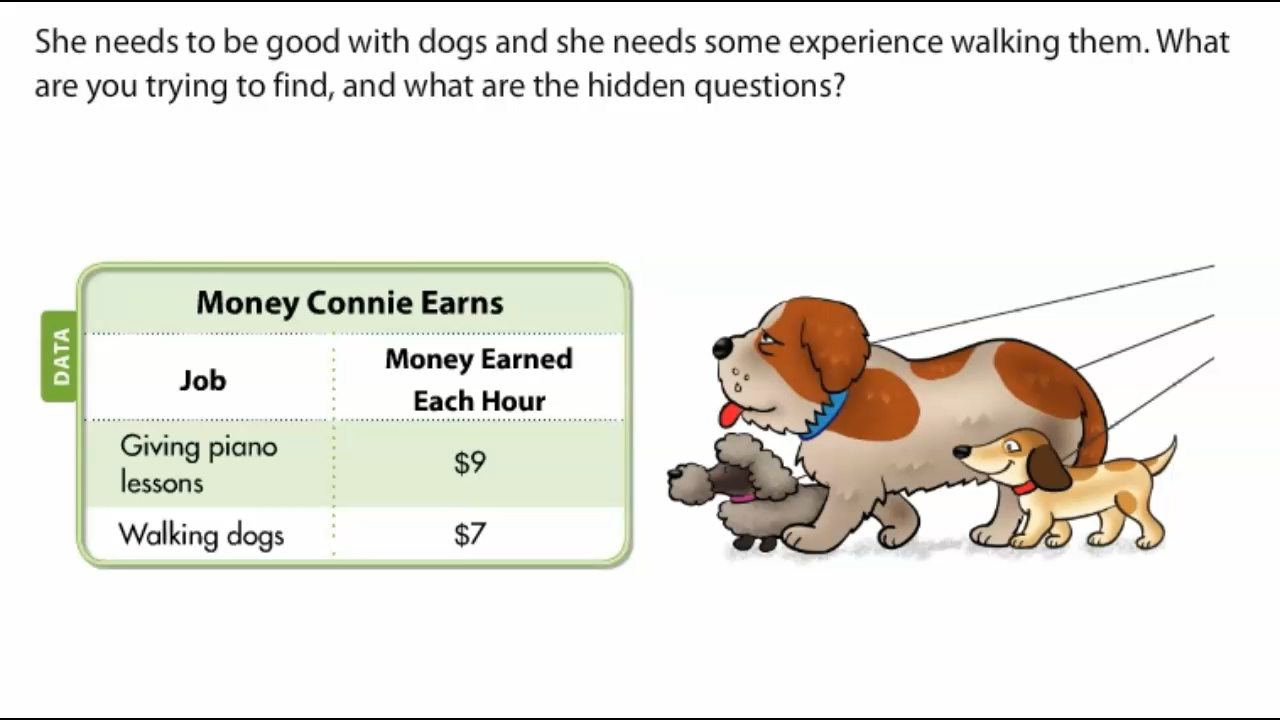 She needs to be good with dogs and she needs some experience walking them. What
are you trying to find, and what are the hidden questions?
DATA
Money Connie Earns
Job
Money Earned
Each Hour
Giving piano
lessons
$9
Walking dogs
$7